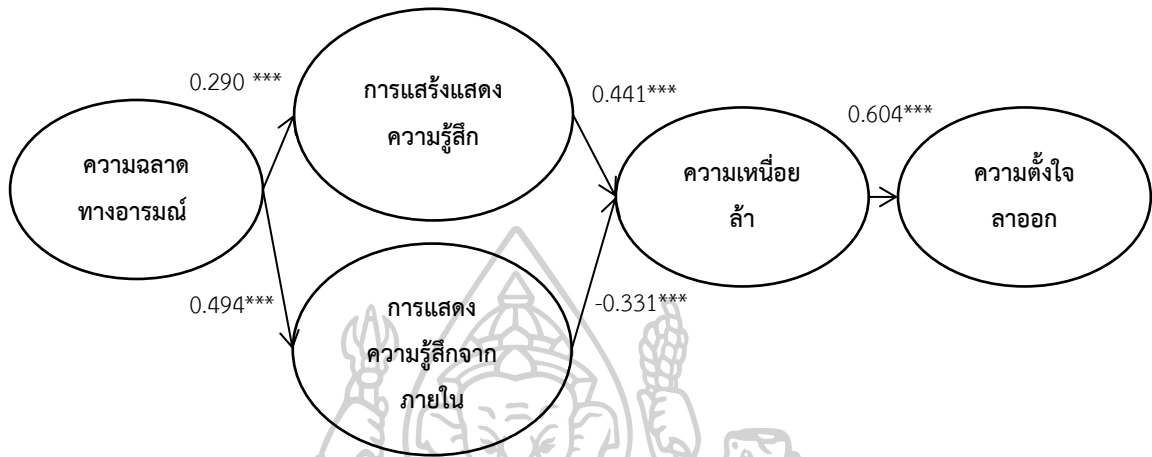 0.290 ***
การแสร้งแสดง
ความรู้สึก
0.441***
0.604***
ความฉลาด
ทางอารมณ์
ความเหนื่อย
ล้า
ความตั้งใจ
ลาออก
0.494***
การแสดง
ความรู้สึกจาก
ภายใน
-0.331***